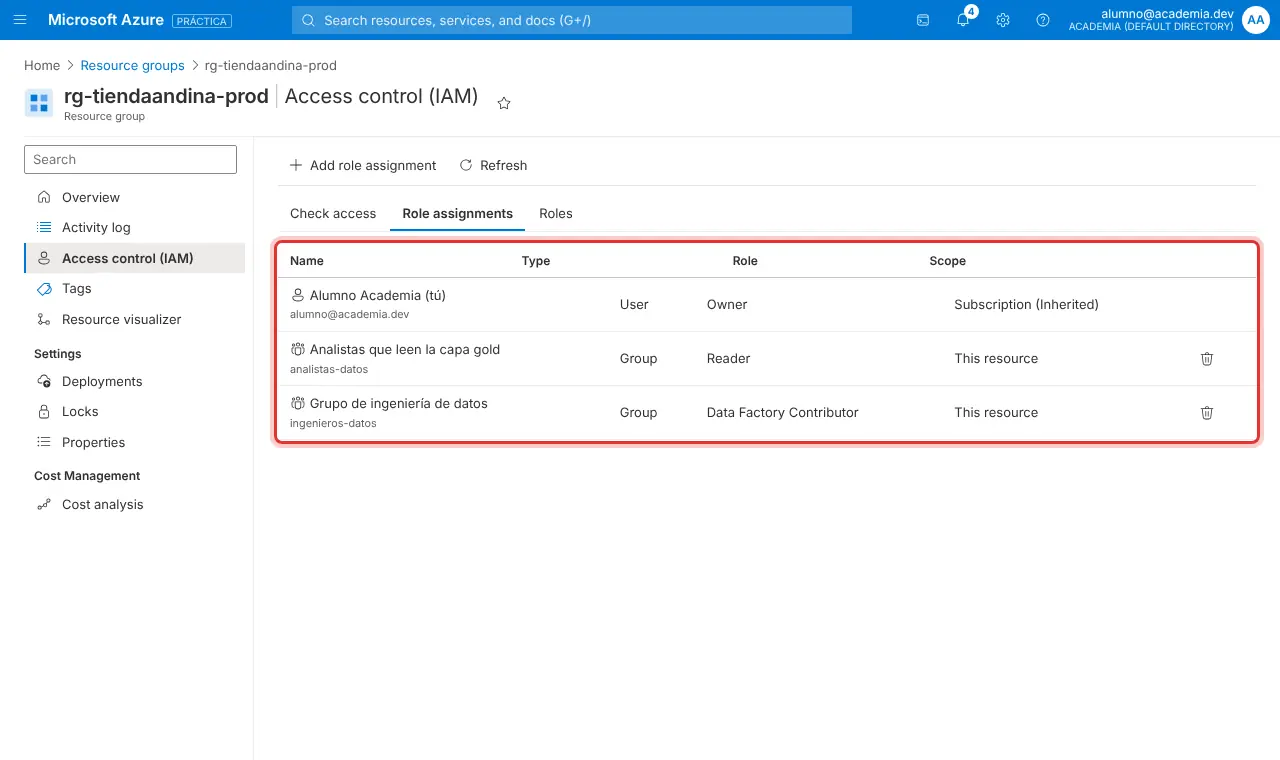 Microsoft Azure PRÁCTICA
Search resources, services, and docs (G+/)
4
alumno@academia.dev
ACADEMIA (DEFAULT DIRECTORY)
AA
Home > Resource groups > rg-tiendaandina-prod
rg-tiendaandina-prod | Access control (IAM)
Resource group
Search
Overview
Activity log
Access control (IAM)
Tags
Resource visualizer
Settings
Deployments
Locks
Properties
Cost Management
Cost analysis
Add role assignment Refresh
Check access Role assignments Roles
Name Type Role Scope
Alumno Academia (tú)
alumno@academia.dev
User Owner Subscription (Inherited)
Analistas que leen la capa gold
analistas-datos
Group Reader This resource
Grupo de ingeniería de datos
ingenieros-datos
Group Data Factory Contributor This resource